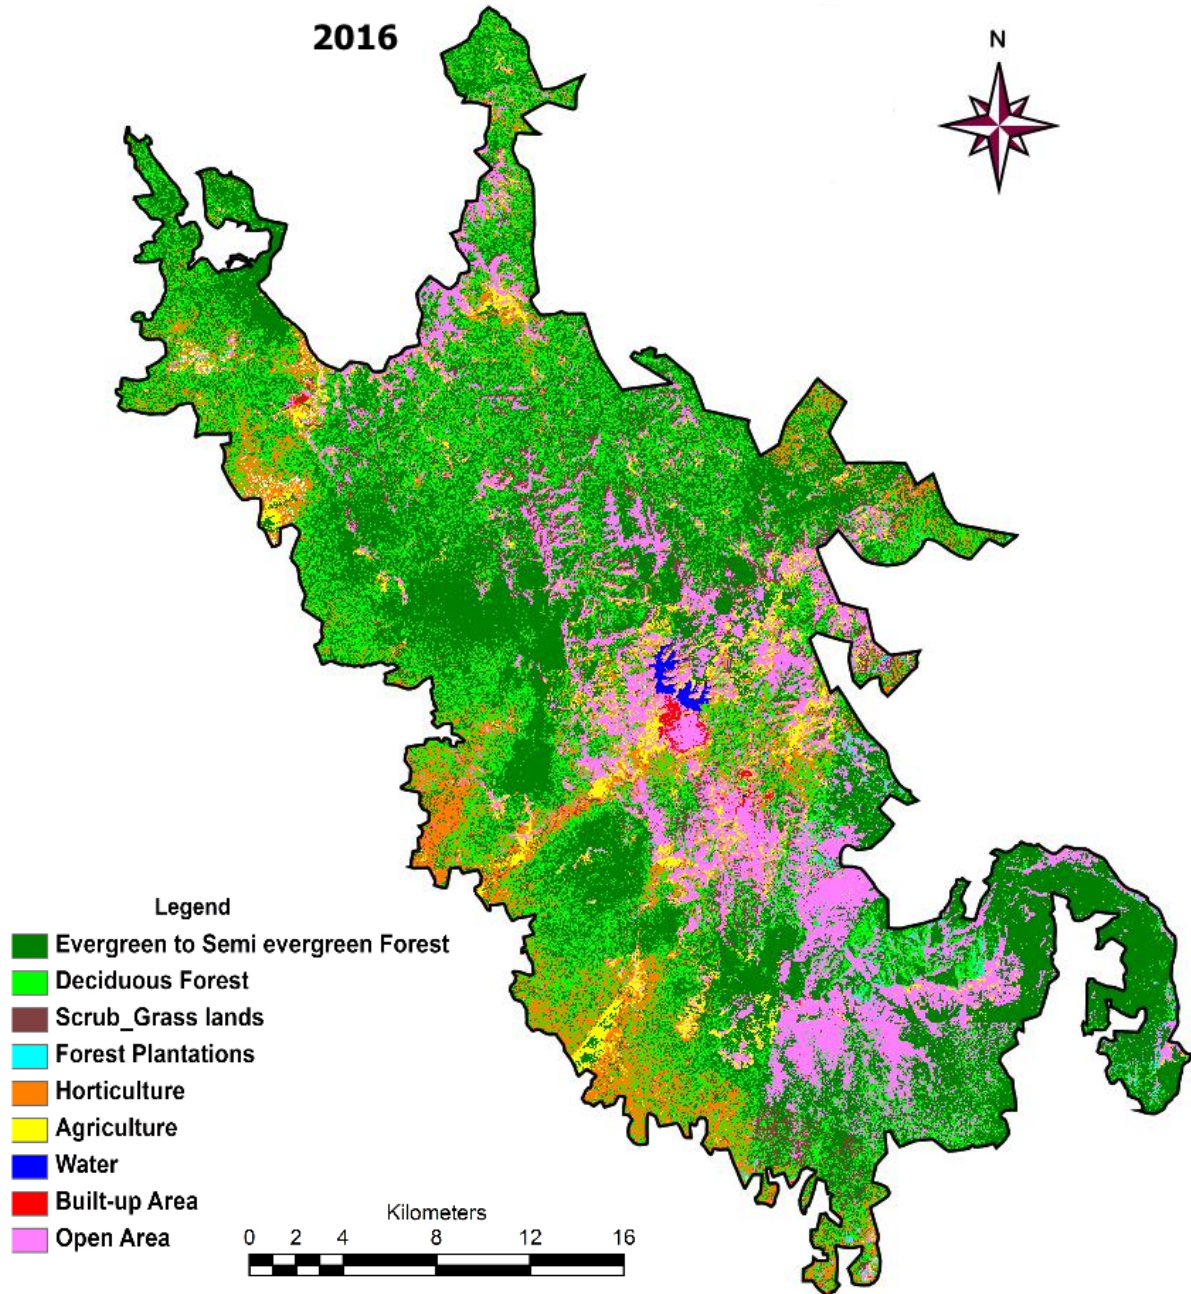 2016
N
Legend
Evergreen to Semi evergreen Forest
Deciduous Forest
Scrub_Grass lands
Forest Plantations
Horticulture
Agriculture
Water
Built-up Area
Open Area
Kilometers
0 2 4 8 12 16